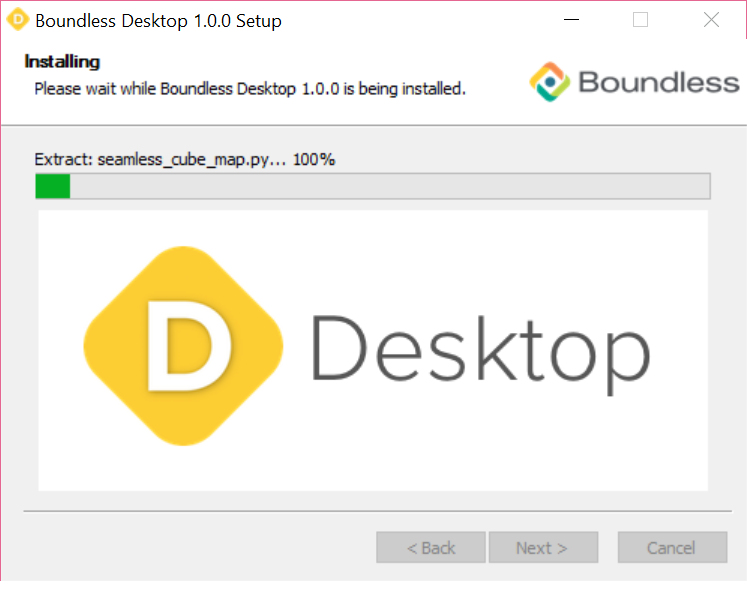 D Boundless Desktop 1.0.0 Setup
Installing
Please wait while Boundless Desktop 1.0.0 is being installed.
Boundless
Extract: seamless_cube_map.py... 100%
D Desktop
< Back Next > Cancel